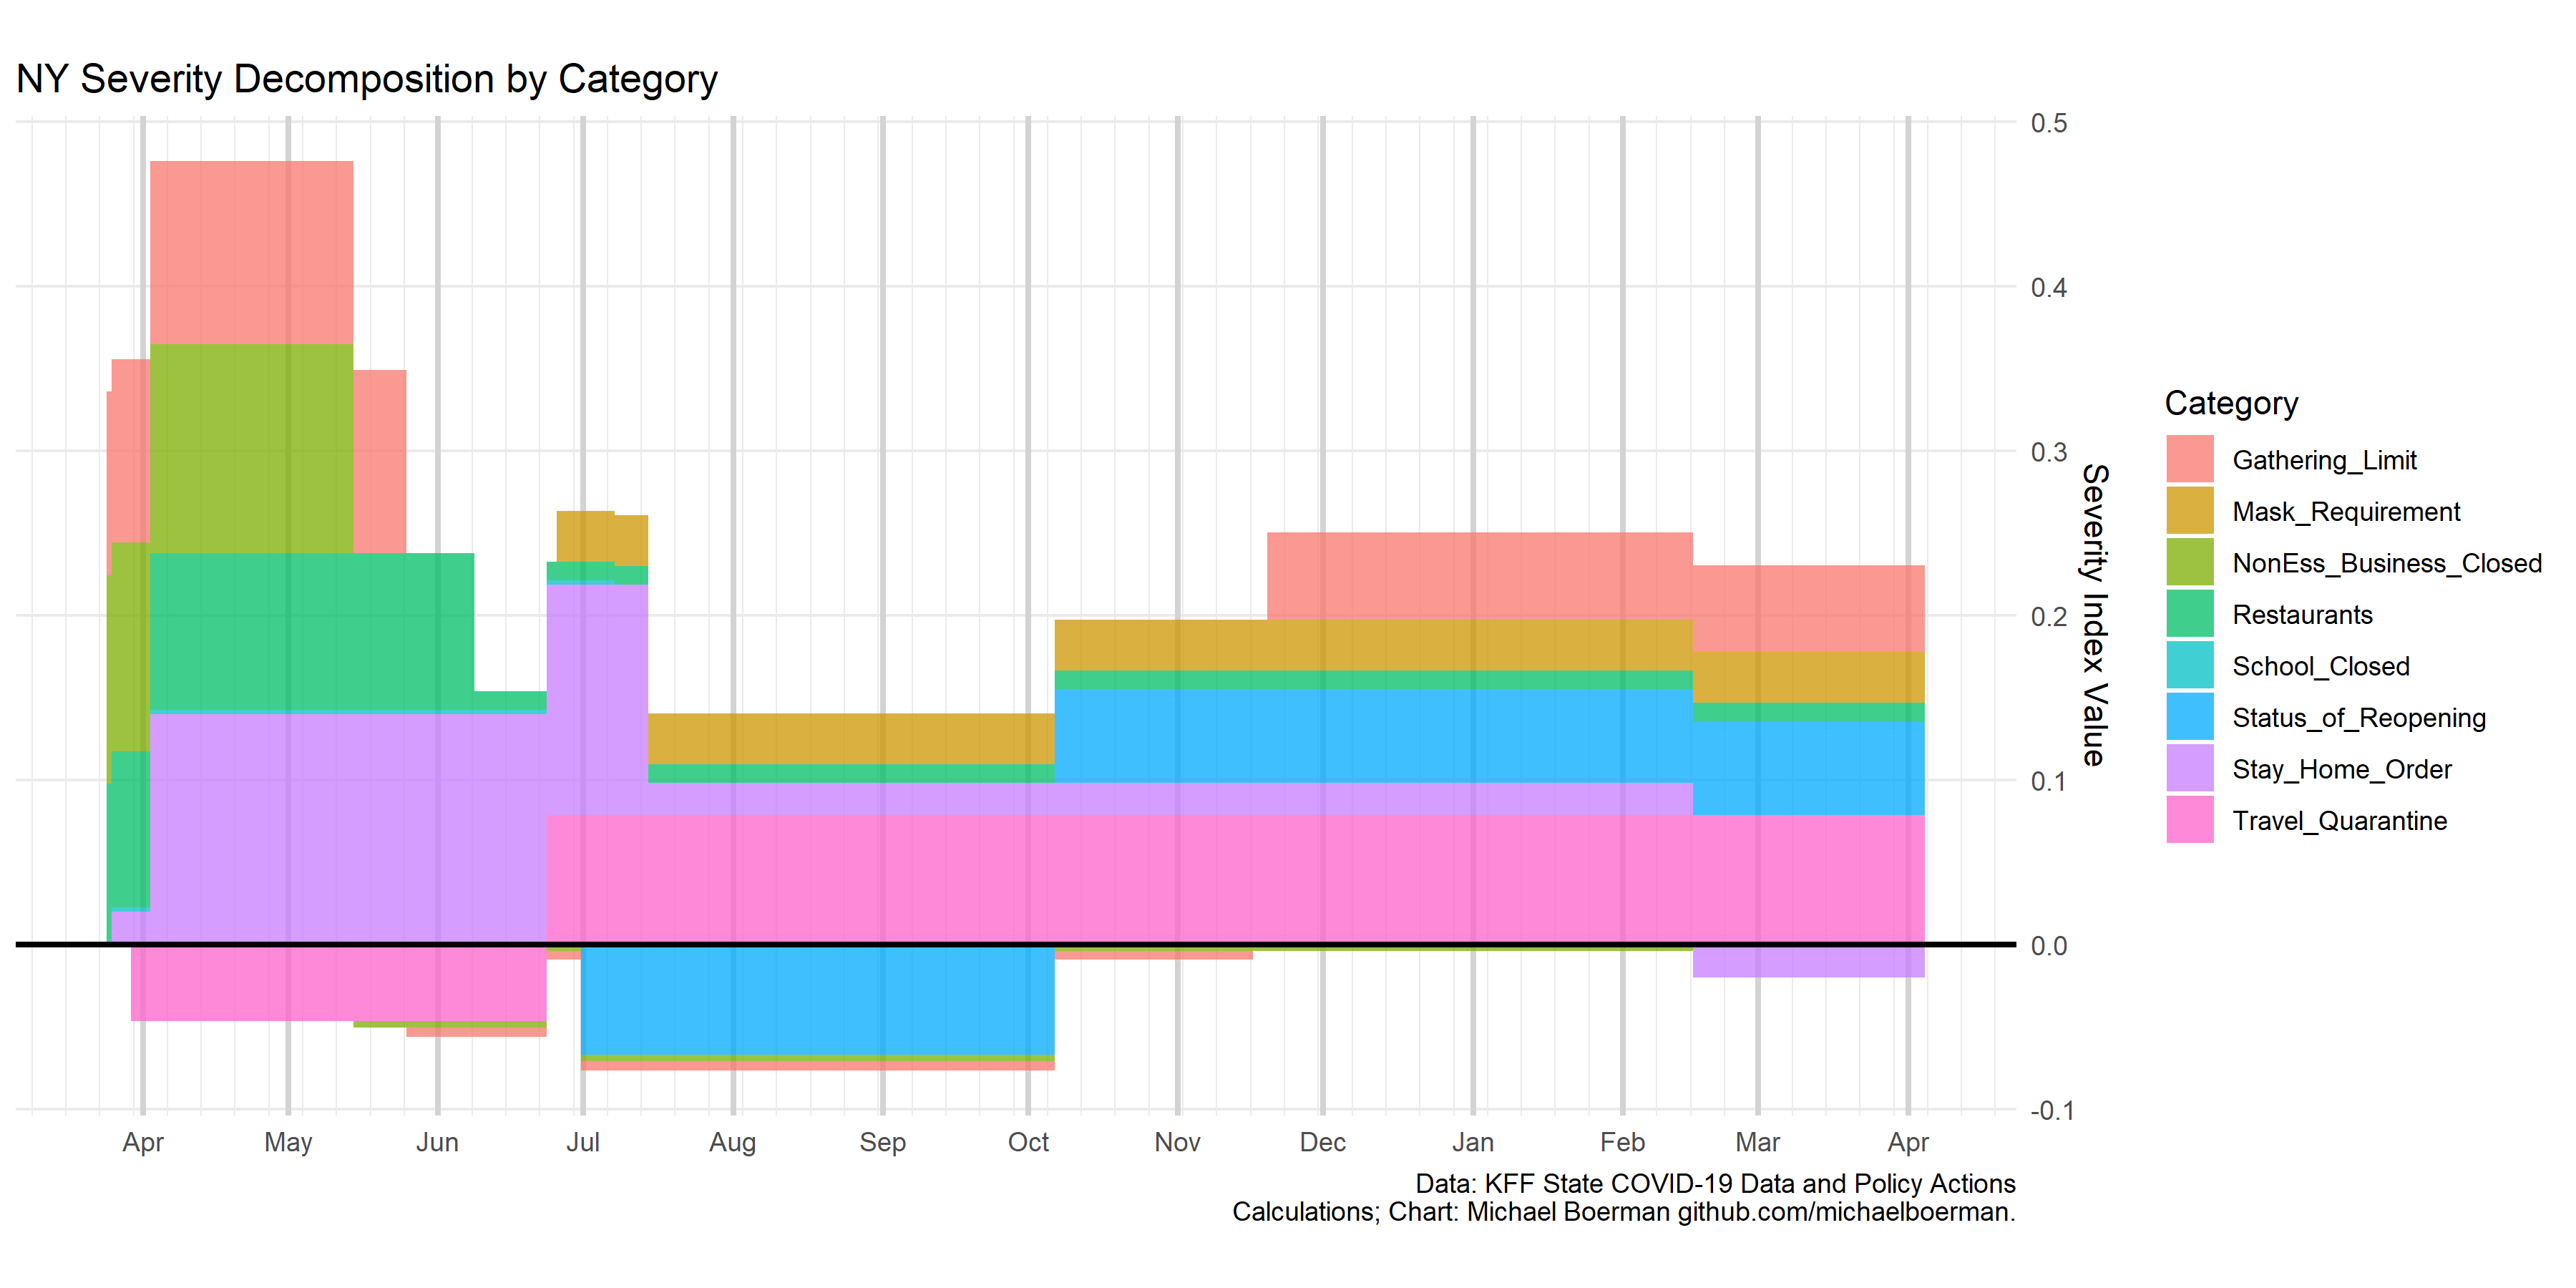 NY Severity Decomposition by Category
0.5
0.4
0.3
0.2
0.1
0.0
-0.1
Severity Index Value
Apr May Jun Jul Aug Sep Oct Nov Dec Jan Feb Mar Apr
Data: KFF State COVID-19 Data and Policy Actions
Calculations; Chart: Michael Boerman github.com/michaelboerman.
Category
Gathering_Limit
Mask_Requirement
NonEss_Business_Closed
Restaurants
School_Closed
Status_of_Reopening
Stay_Home_Order
Travel_Quarantine